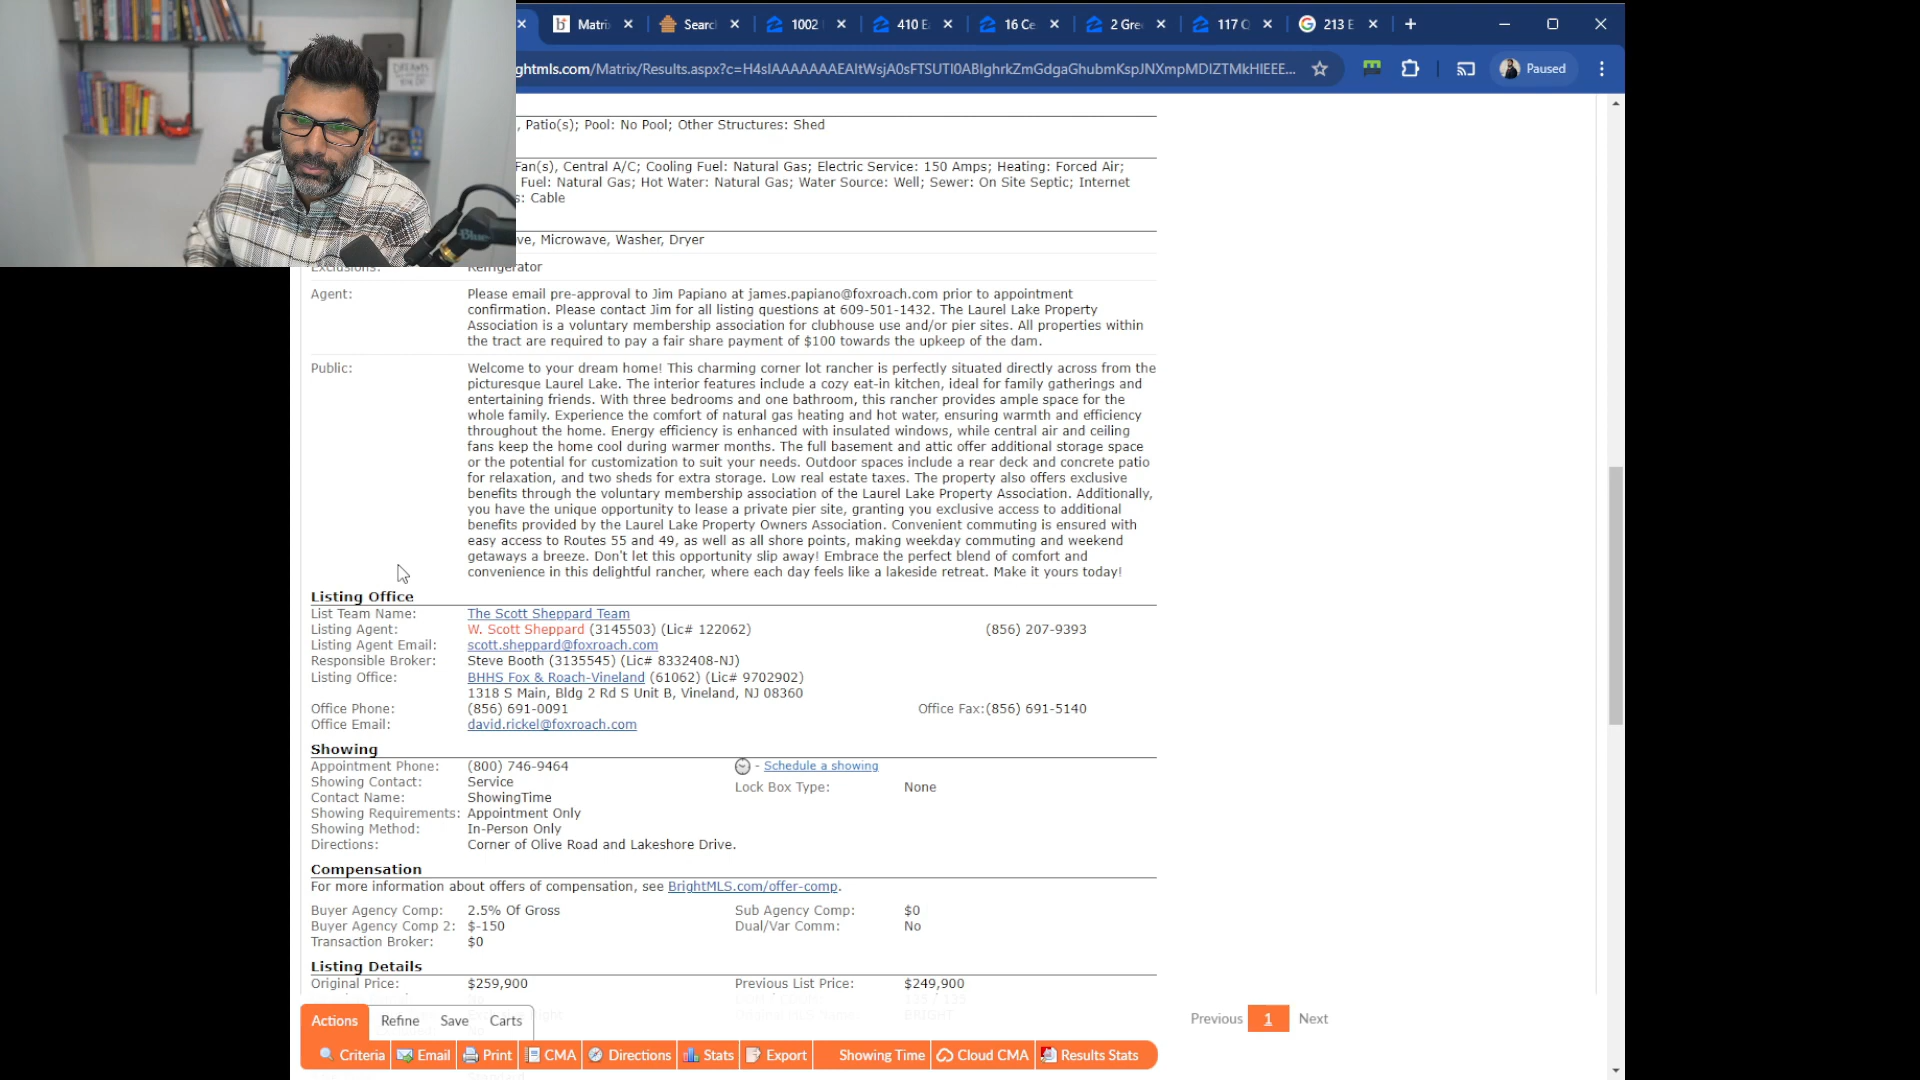 Matri
Search
1002
410 E
16 Ce
2 Gre
117 O
213 E
ghtmls.com/Matrix/Results.aspx?c=H4sIAAAAAAAEAItWsjA0sFTSUTI0ABIghrkZmGdgaGhubmKspJNXmpMDIZTMkHIEEE...
Paused
, Patio(s); Pool: No Pool; Other Structures: Shed
Fan(s), Central A/C; Cooling Fuel: Natural Gas; Electric Service: 150 Amps; Heating: Forced Air;
Fuel: Natural Gas; Hot Water: Natural Gas; Water Source: Well; Sewer: On Site Septic; Internet
s: Cable
ve, Microwave, Washer, Dryer
Exclusions: Refrigerator
Agent: Please email pre-approval to Jim Papiano at james.papiano@foxroach.com prior to appointment
confirmation. Please contact Jim for all listing questions at 609-501-1432. The Laurel Lake Property
Association is a voluntary membership association for clubhouse use and/or pier sites. All properties within
the tract are required to pay a fair share payment of $100 towards the upkeep of the dam.
Public: Welcome to your dream home! This charming corner lot rancher is perfectly situated directly across from the
picturesque Laurel Lake. The interior features include a cozy eat-in kitchen, ideal for family gatherings and
entertaining friends. With three bedrooms and one bathroom, this rancher provides ample space for the
whole family. Experience the comfort of natural gas heating and hot water, ensuring warmth and efficiency
throughout the home. Energy efficiency is enhanced with insulated windows, while central air and ceiling
fans keep the home cool during warmer months. The full basement and attic offer additional storage space
or the potential for customization to suit your needs. Outdoor spaces include a rear deck and concrete patio
for relaxation, and two sheds for extra storage. Low real estate taxes. The property also offers exclusive
benefits through the voluntary membership association of the Laurel Lake Property Association. Additionally,
you have the unique opportunity to lease a private pier site, granting you exclusive access to additional
benefits provided by the Laurel Lake Property Owners Association. Convenient commuting is ensured with
easy access to Routes 55 and 49, as well as all shore points, making weekday commuting and weekend
getaways a breeze. Don't let this opportunity slip away! Embrace the perfect blend of comfort and
convenience in this delightful rancher, where each day feels like a lakeside retreat. Make it yours today!
Listing Office
List Team Name: The Scott Sheppard Team
Listing Agent: W. Scott Sheppard (3145503) (Lic# 122062) (856) 207-9393
Listing Agent Email: scott.sheppard@foxroach.com
Responsible Broker: Steve Booth (3135545) (Lic# 8332408-NJ)
Listing Office: BHHS Fox & Roach-Vineland (61062) (Lic# 9702902)
1318 S Main, Bldg 2 Rd S Unit B, Vineland, NJ 08360
Office Phone: (856) 691-0091 Office Fax:(856) 691-5140
Office Email: david.rickel@foxroach.com
Showing
Appointment Phone: (800) 746-9464 - Schedule a showing
Showing Contact: Service Lock Box Type: None
Contact Name: ShowingTime
Showing Requirements: Appointment Only
Showing Method: In-Person Only
Directions: Corner of Olive Road and Lakeshore Drive.
Compensation
For more information about offers of compensation, see BrightMLS.com/offer-comp.
Buyer Agency Comp: 2.5% Of Gross Sub Agency Comp: $0
Buyer Agency Comp 2: $-150 Dual/Var Comm: No
Transaction Broker: $0
Listing Details
Original Price: $259,900 Previous List Price: $249,900
Actions Refine Save Carts
Previous 1 Next
Criteria Email Print CMA Directions Stats Export Showing Time Cloud CMA Results Stats